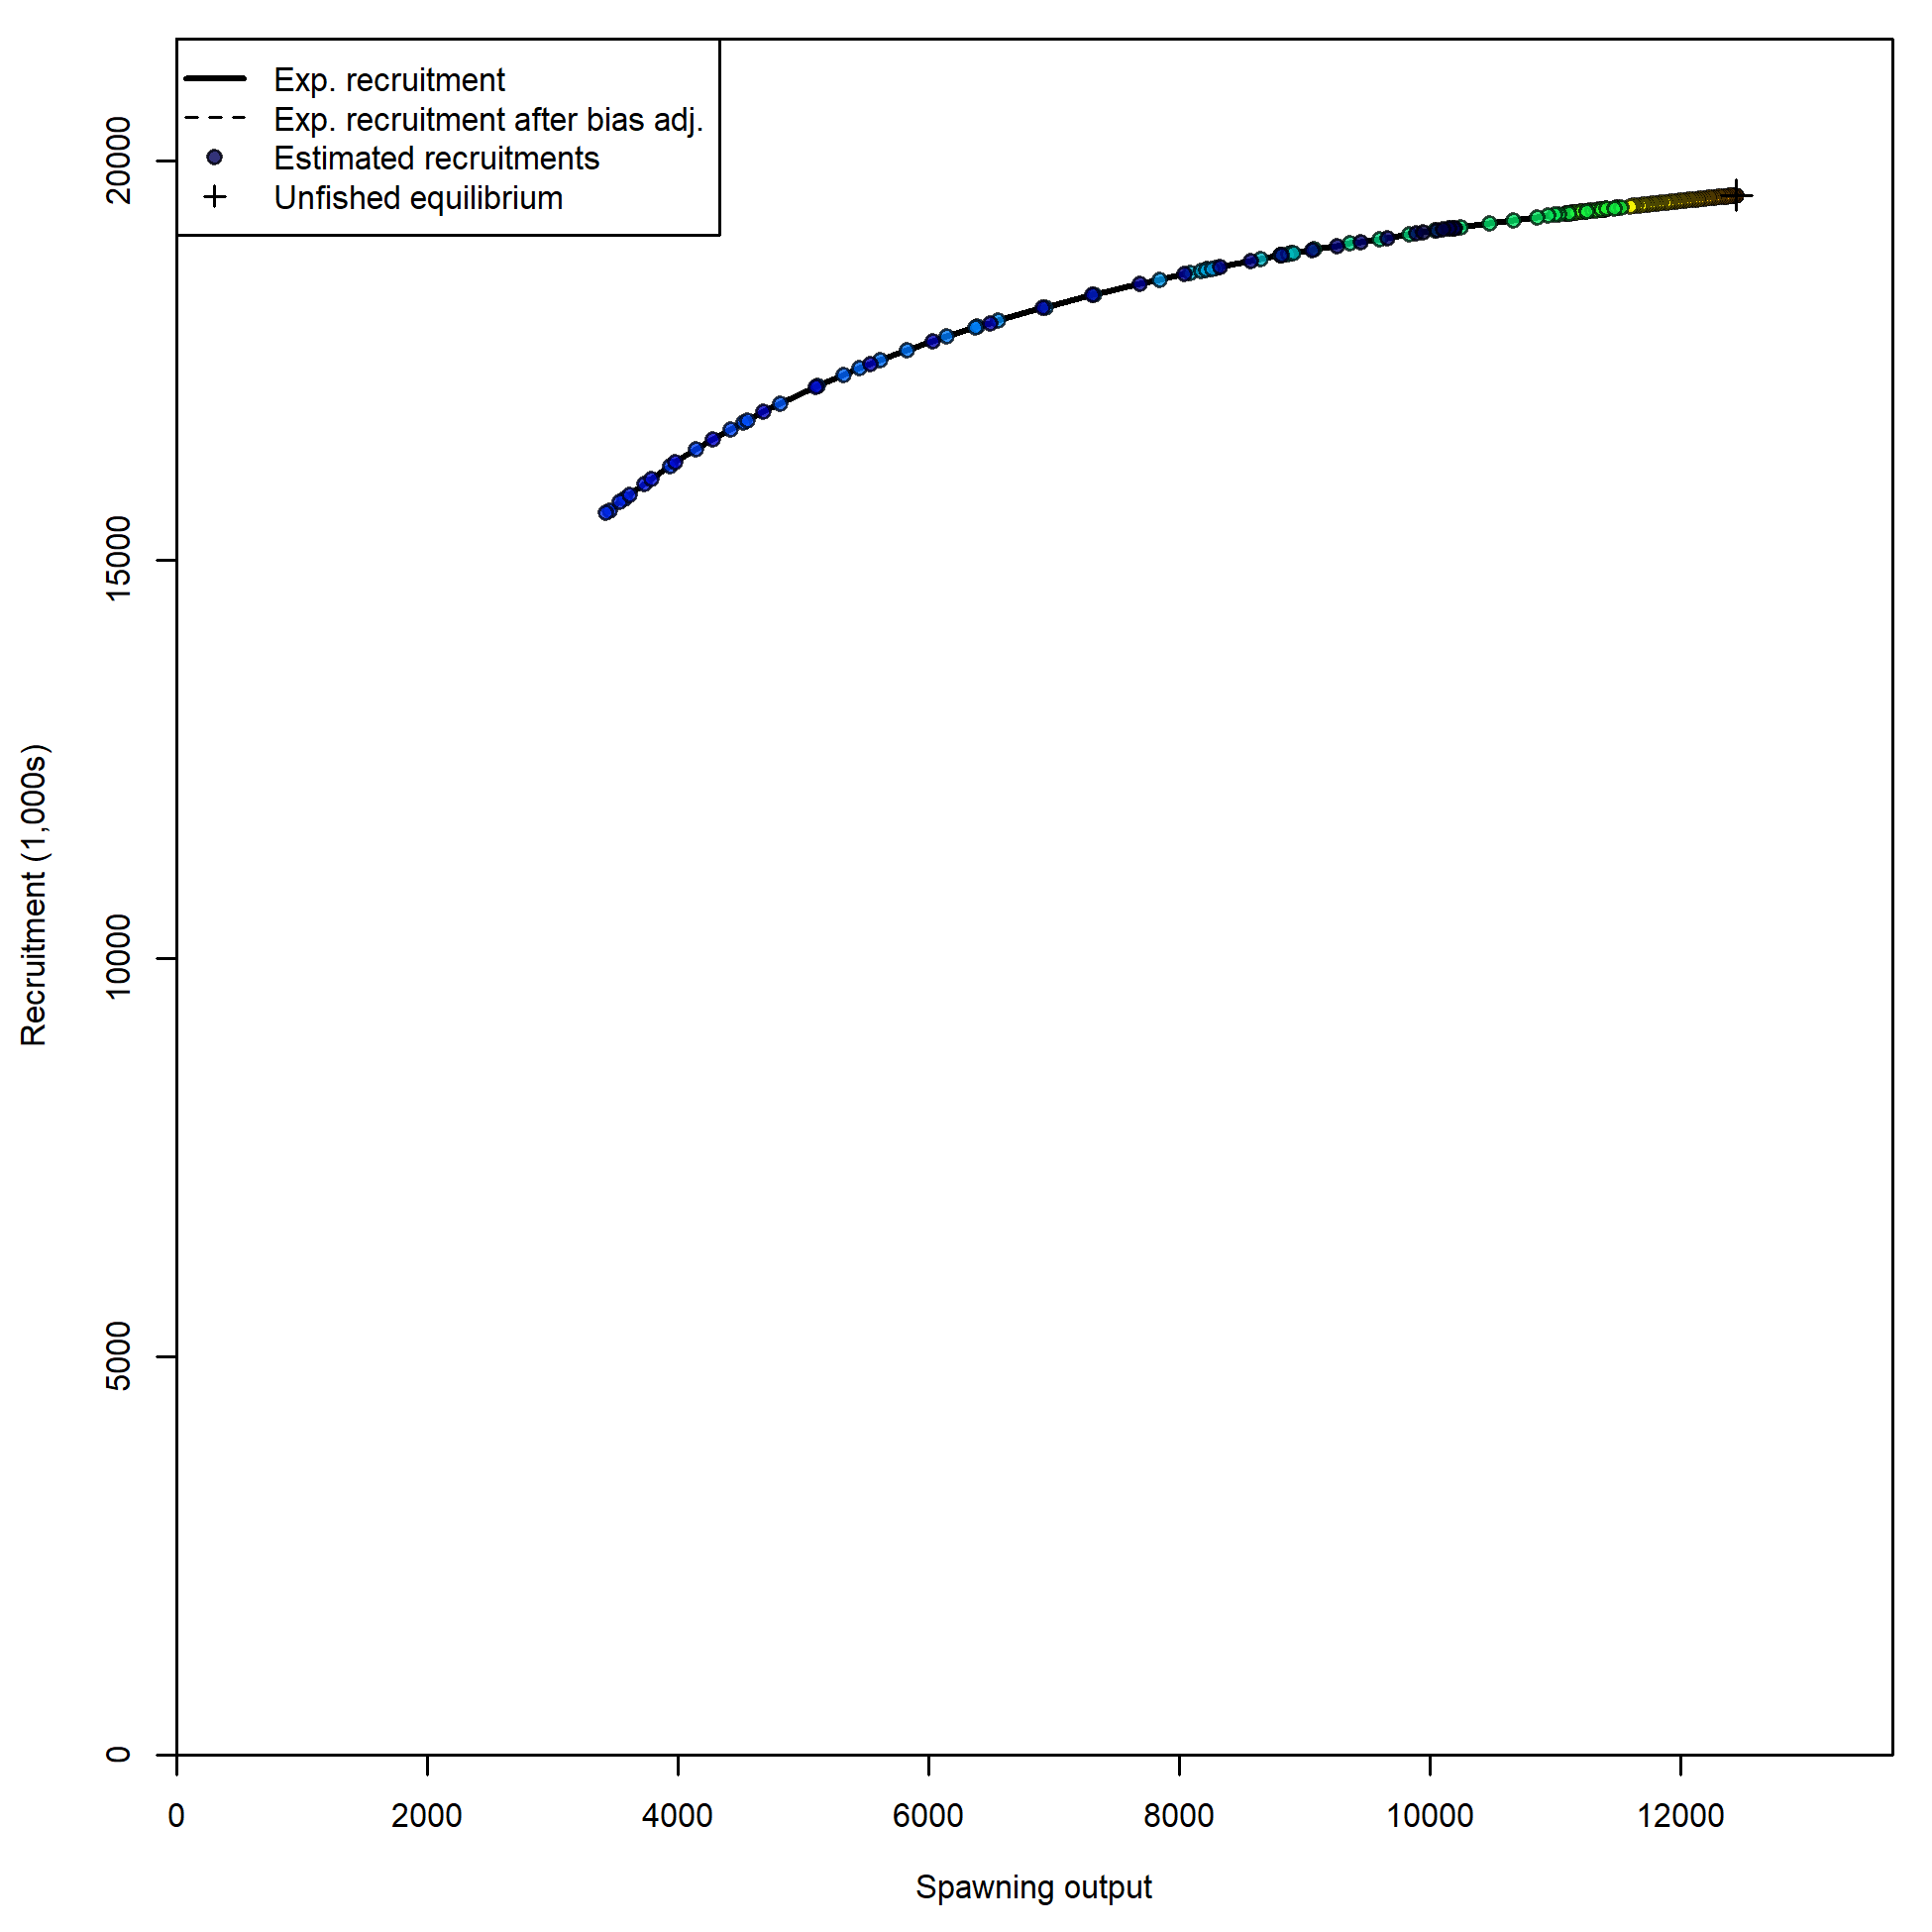 Exp. recruitment
Exp. recruitment after bias adj.
Estimated recruitments
Unfished equilibrium
20000
15000
10000
5000
0
Recruitment (1,000s)
0 2000 4000 6000 8000 10000 12000
Spawning output